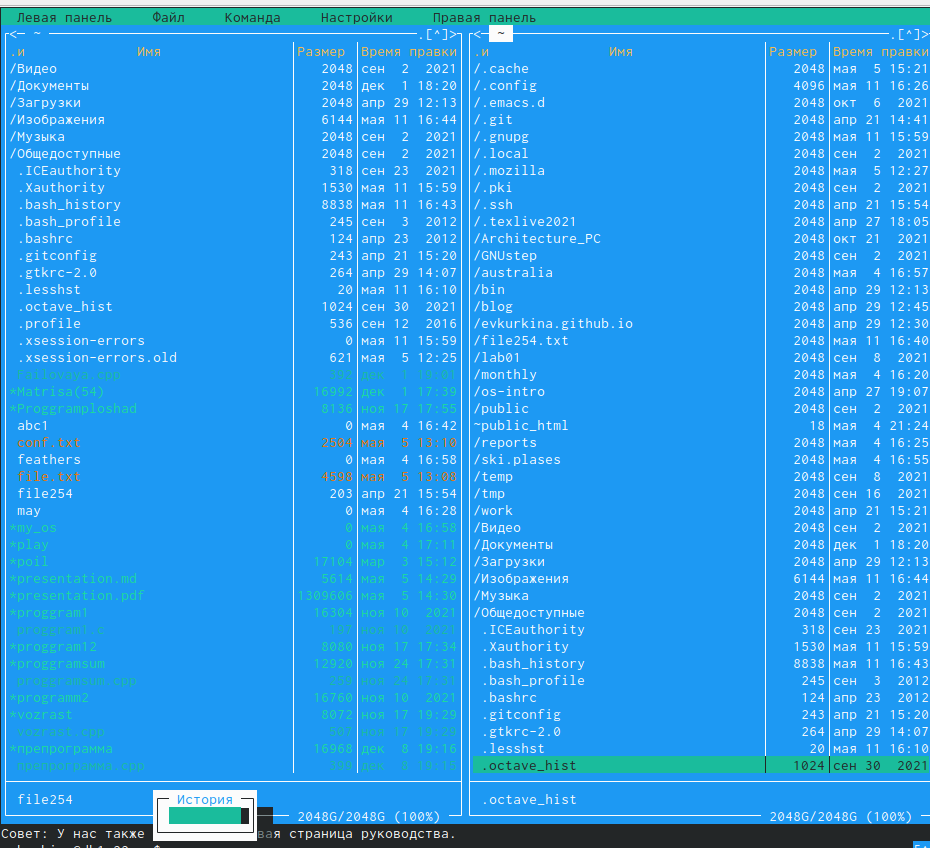 Левая панель Файл Команда Настройки Правая панель
<─ ~ .[^]>
.и Имя Размер Время правки
/Видео 2048 сен 2 2021
/Документы 2048 дек 1 18:20
/Загрузки 2048 апр 29 12:13
/Изображения 6144 мая 11 16:44
/Музыка 2048 сен 2 2021
/Общедоступные 2048 сен 2 2021
.ICEauthority 318 сен 23 2021
.Xauthority 1530 мая 11 15:59
.bash_history 8838 мая 11 16:43
.bash_profile 245 сен 3 2012
.bashrc 124 апр 23 2012
.gitconfig 243 апр 21 15:20
.gtkrc-2.0 264 апр 29 14:07
.lesshst 20 мая 11 16:10
.octave_hist 1024 сен 30 2021
.profile 536 сен 12 2016
.xsession-errors 0 мая 11 15:59
.xsession-errors.old 621 мая 5 12:25
*Matrisa(54) 16992 дек 1 17:39
*Proggramploshad 8136 ноя 17 17:55
abc1 0 мая 4 16:42
conf.txt 2504 мая 5 13:10
feathers 0 мая 4 16:58
file.txt 4598 мая 5 13:08
file254 203 апр 21 15:54
may 0 мая 4 16:28
*my_os 0 мая 4 16:58
*play 0 мая 4 17:11
*poil 17104 мар 3 15:12
*presentation.md 5614 мая 5 14:29
*presentation.pdf 1309606 мая 5 14:30
*proggram1 16304 ноя 10 2021
proggram1.c 197 ноя 10 2021
*proggram12 8080 ноя 17 17:34
*proggramsum 12920 ноя 24 17:31
proggramsum.cpp 259 ноя 24 17:31
*programm2 16760 ноя 10 2021
*vozrast 8072 ноя 17 19:29
vozrast.cpp 507 ноя 17 19:29
*препрограмма 16968 дек 8 19:16
препрограмма.cpp 399 дек 8 19:15
file254
2048G/2048G (100%)
<─ ~ .[^]>
.и Имя Размер Время правки
/.cache 2048 мая 5 15:21
/.config 4096 мая 11 16:26
/.emacs.d 2048 окт 6 2021
/.git 2048 апр 21 14:41
/.gnupg 2048 мая 11 15:59
/.local 2048 сен 2 2021
/.mozilla 2048 мая 5 12:27
/.pki 2048 сен 2 2021
/.ssh 2048 апр 21 15:54
/.texlive2021 2048 апр 27 18:05
/Architecture_PC 2048 окт 21 2021
/GNUstep 2048 сен 2 2021
/australia 2048 мая 4 16:57
/bin 2048 апр 29 12:13
/blog 2048 апр 29 12:45
/evkurkina.github.io 2048 апр 29 12:30
/file254.txt 2048 мая 11 16:40
/lab01 2048 сен 8 2021
/monthly 2048 мая 4 16:20
/os-intro 2048 апр 27 19:07
/public 2048 сен 2 2021
~public_html 18 мая 4 21:24
/reports 2048 мая 4 16:25
/ski.plases 2048 мая 4 16:55
/temp 2048 сен 8 2021
/tmp 2048 сен 16 2021
/work 2048 апр 21 15:21
/Видео 2048 сен 2 2021
/Документы 2048 дек 1 18:20
/Загрузки 2048 апр 29 12:13
/Изображения 6144 мая 11 16:44
/Музыка 2048 сен 2 2021
/Общедоступные 2048 сен 2 2021
.ICEauthority 318 сен 23 2021
.Xauthority 1530 мая 11 15:59
.bash_history 8838 мая 11 16:43
.bash_profile 245 сен 3 2012
.bashrc 124 апр 23 2012
.gitconfig 243 апр 21 15:20
.gtkrc-2.0 264 апр 29 14:07
.lesshst 20 мая 11 16:10
.octave_hist 1024 сен 30 2021
.octave_hist
2048G/2048G (100%)
История
Совет: У нас также вая страница руководства.